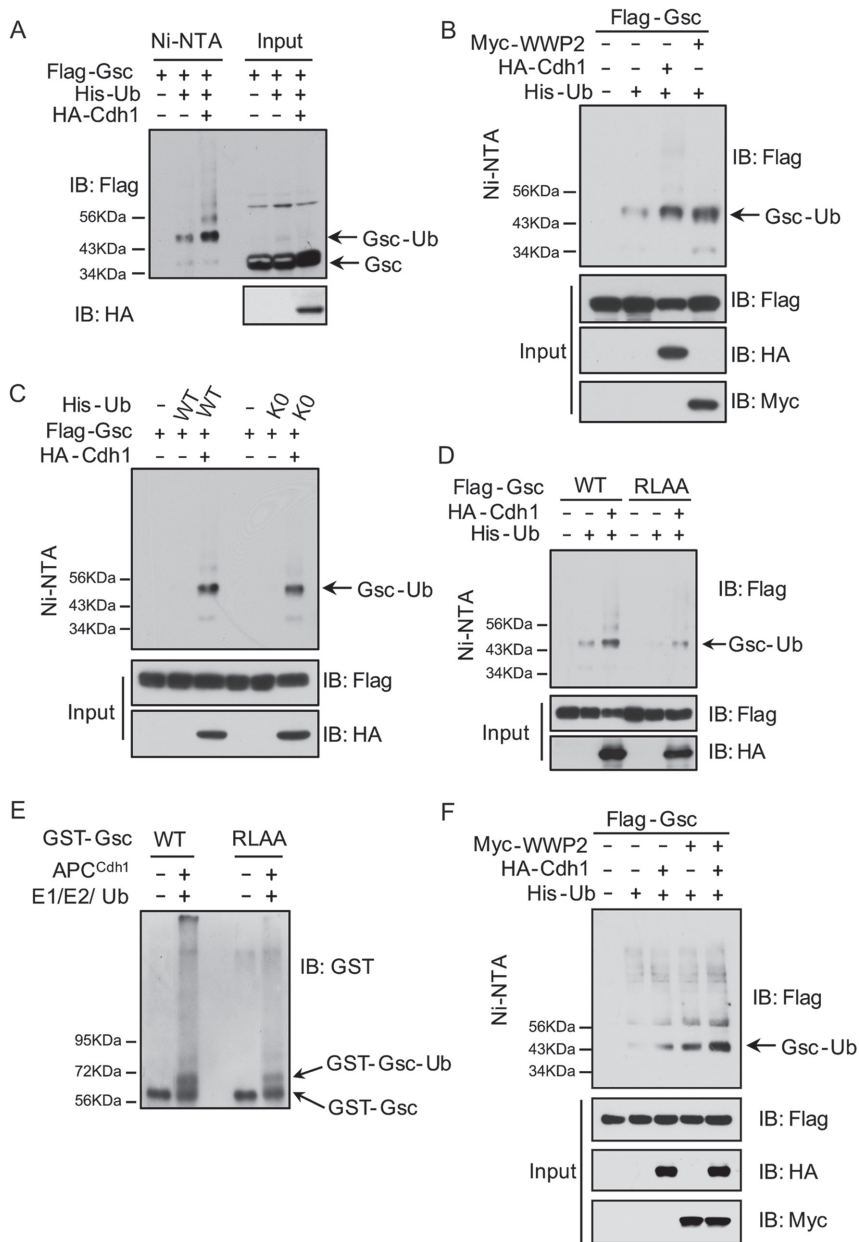 A
Ni-NTA Input
Flag-Gsc + + + + + +
His-Ub – + + – + +
HA-Cdh1 – – + – – +
IB: Flag
56KDa
43KDa
34KDa
Gsc-Ub
Gsc
IB: HA
B
Flag-Gsc
Myc-WWP2 – – – +
HA-Cdh1 – – + –
His-Ub – + + +
Ni-NTA
IB: Flag
56KDa
43KDa
34KDa
Gsc-Ub
Input
IB: Flag
IB: HA
IB: Myc
C
His-Ub – WT WT – K0 K0
Flag-Gsc + + + + + +
HA-Cdh1 – – + – – +
Ni-NTA
56KDa
43KDa
34KDa
Gsc-Ub
Input
IB: Flag
IB: HA
D
Flag-Gsc WT RLAA
HA-Cdh1 – – + – – +
His-Ub – + + – + +
Ni-NTA
IB: Flag
56KDa
43KDa
34KDa
Gsc-Ub
Input
IB: Flag
IB: HA
E
GST-Gsc WT RLAA
APCCdh1 – + – +
E1/E2/ Ub – + – +
IB: GST
95KDa
72KDa
56KDa
GST-Gsc-Ub
GST-Gsc
F
Flag-Gsc
Myc-WWP2 – – – + +
HA-Cdh1 – – + – +
His-Ub – + + + +
Ni-NTA
IB: Flag
56KDa
43KDa
34KDa
Gsc-Ub
Input
IB: Flag
IB: HA
IB: Myc